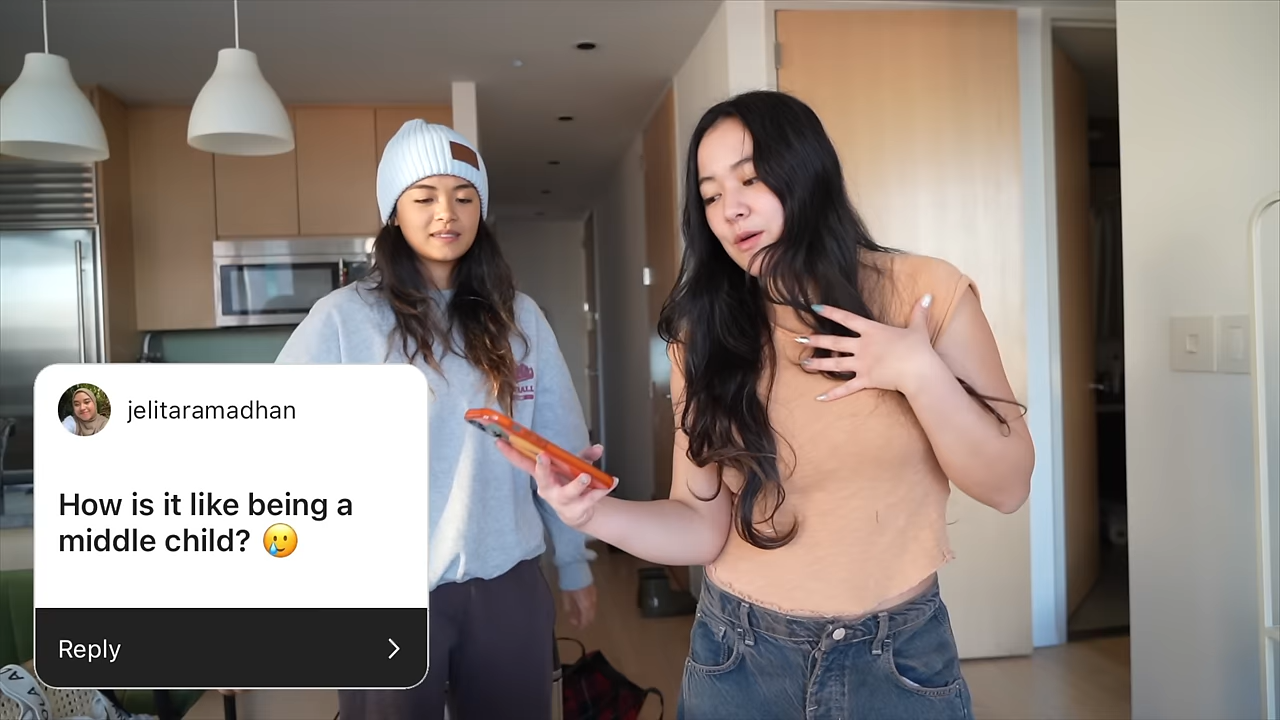 jelitaramadhan
How is it like being a
middle child? 🥲
Reply